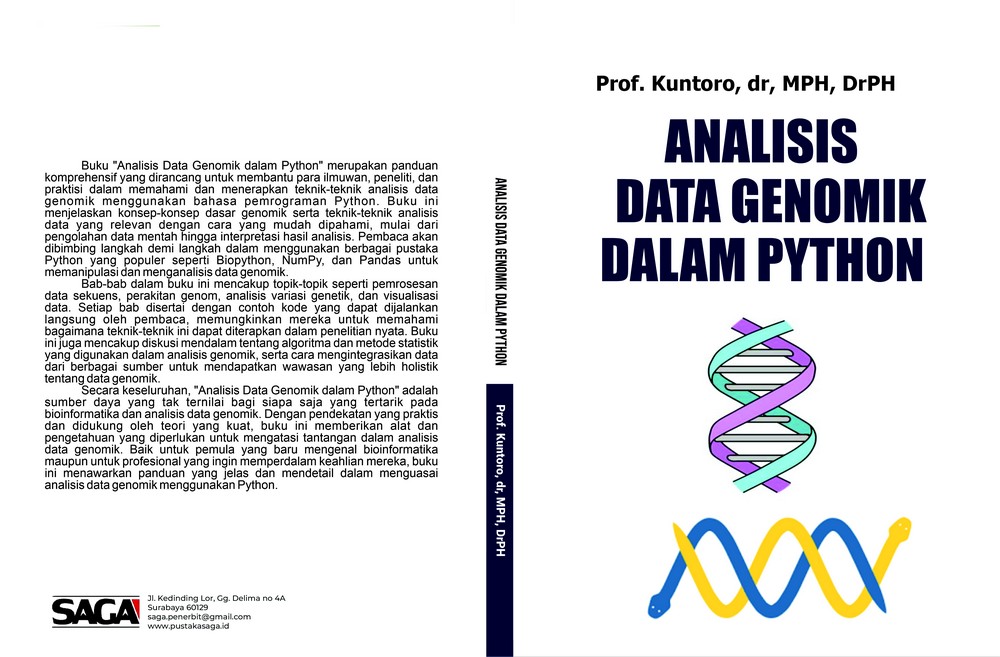 Buku "Analisis Data Genomik dalam Python" merupakan panduan
komprehensif yang dirancang untuk membantu para ilmuwan, peneliti, dan
praktisi dalam memahami dan menerapkan teknik-teknik analisis data
genomik menggunakan bahasa pemrograman Python. Buku ini
menjelaskan konsep-konsep dasar genomik serta teknik-teknik analisis
data yang relevan dengan cara yang mudah dipahami, mulai dari
pengolahan data mentah hingga interpretasi hasil analisis. Pembaca akan
dibimbing langkah demi langkah dalam menggunakan berbagai pustaka
Python yang populer seperti Biopython, NumPy, dan Pandas untuk
memanipulasi dan menganalisis data genomik.
Bab-bab dalam buku ini mencakup topik-topik seperti pemrosesan
data sekuens, perakitan genom, analisis variasi genetik, dan visualisasi
data. Setiap bab disertai dengan contoh kode yang dapat dijalankan
langsung oleh pembaca, memungkinkan mereka untuk memahami
bagaimana teknik-teknik ini dapat diterapkan dalam penelitian nyata. Buku
ini juga mencakup diskusi mendalam tentang algoritma dan metode statistik
yang digunakan dalam analisis genomik, serta cara mengintegrasikan data
dari berbagai sumber untuk mendapatkan wawasan yang lebih holistik
tentang data genomik.
Secara keseluruhan, "Analisis Data Genomik dalam Python" adalah
sumber daya yang tak ternilai bagi siapa saja yang tertarik pada
bioinformatika dan analisis data genomik. Dengan pendekatan yang praktis
dan didukung oleh teori yang kuat, buku ini memberikan alat dan
pengetahuan yang diperlukan untuk mengatasi tantangan dalam analisis
data genomik. Baik untuk pemula yang baru mengenal bioinformatika
maupun untuk profesional yang ingin memperdalam keahlian mereka, buku
ini menawarkan panduan yang jelas dan mendetail dalam menguasai
analisis data genomik menggunakan Python.
SAGA
Jl. Kedinding Lor, Gg. Delima no 4A
Surabaya 60129
saga.penerbit@gmail.com
www.pustakasaga.id
ANALISIS DATA GENOMIK DALAM PYTHON
Prof. Kuntoro, dr, MPH, DrPH
Prof. Kuntoro, dr, MPH, DrPH
ANALISIS
DATA GENOMIK
DALAM PYTHON